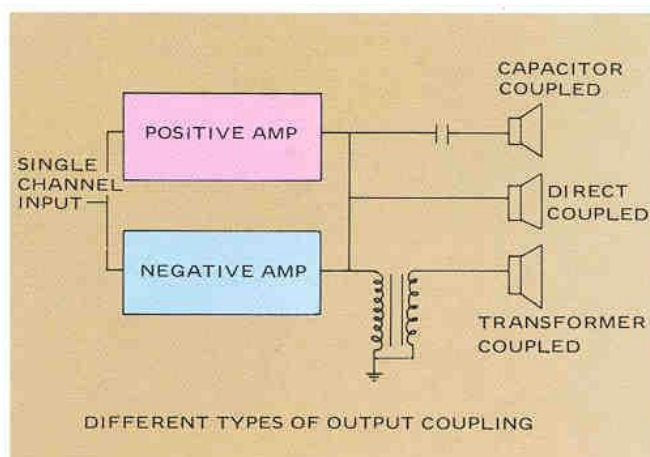 CAPACITOR
COUPLED
POSITIVE AMP
SINGLE
CHANNEL
INPUT
DIRECT
COUPLED
NEGATIVE AMP
TRANSFORMER
COUPLED
DIFFERENT TYPES OF OUTPUT COUPLING